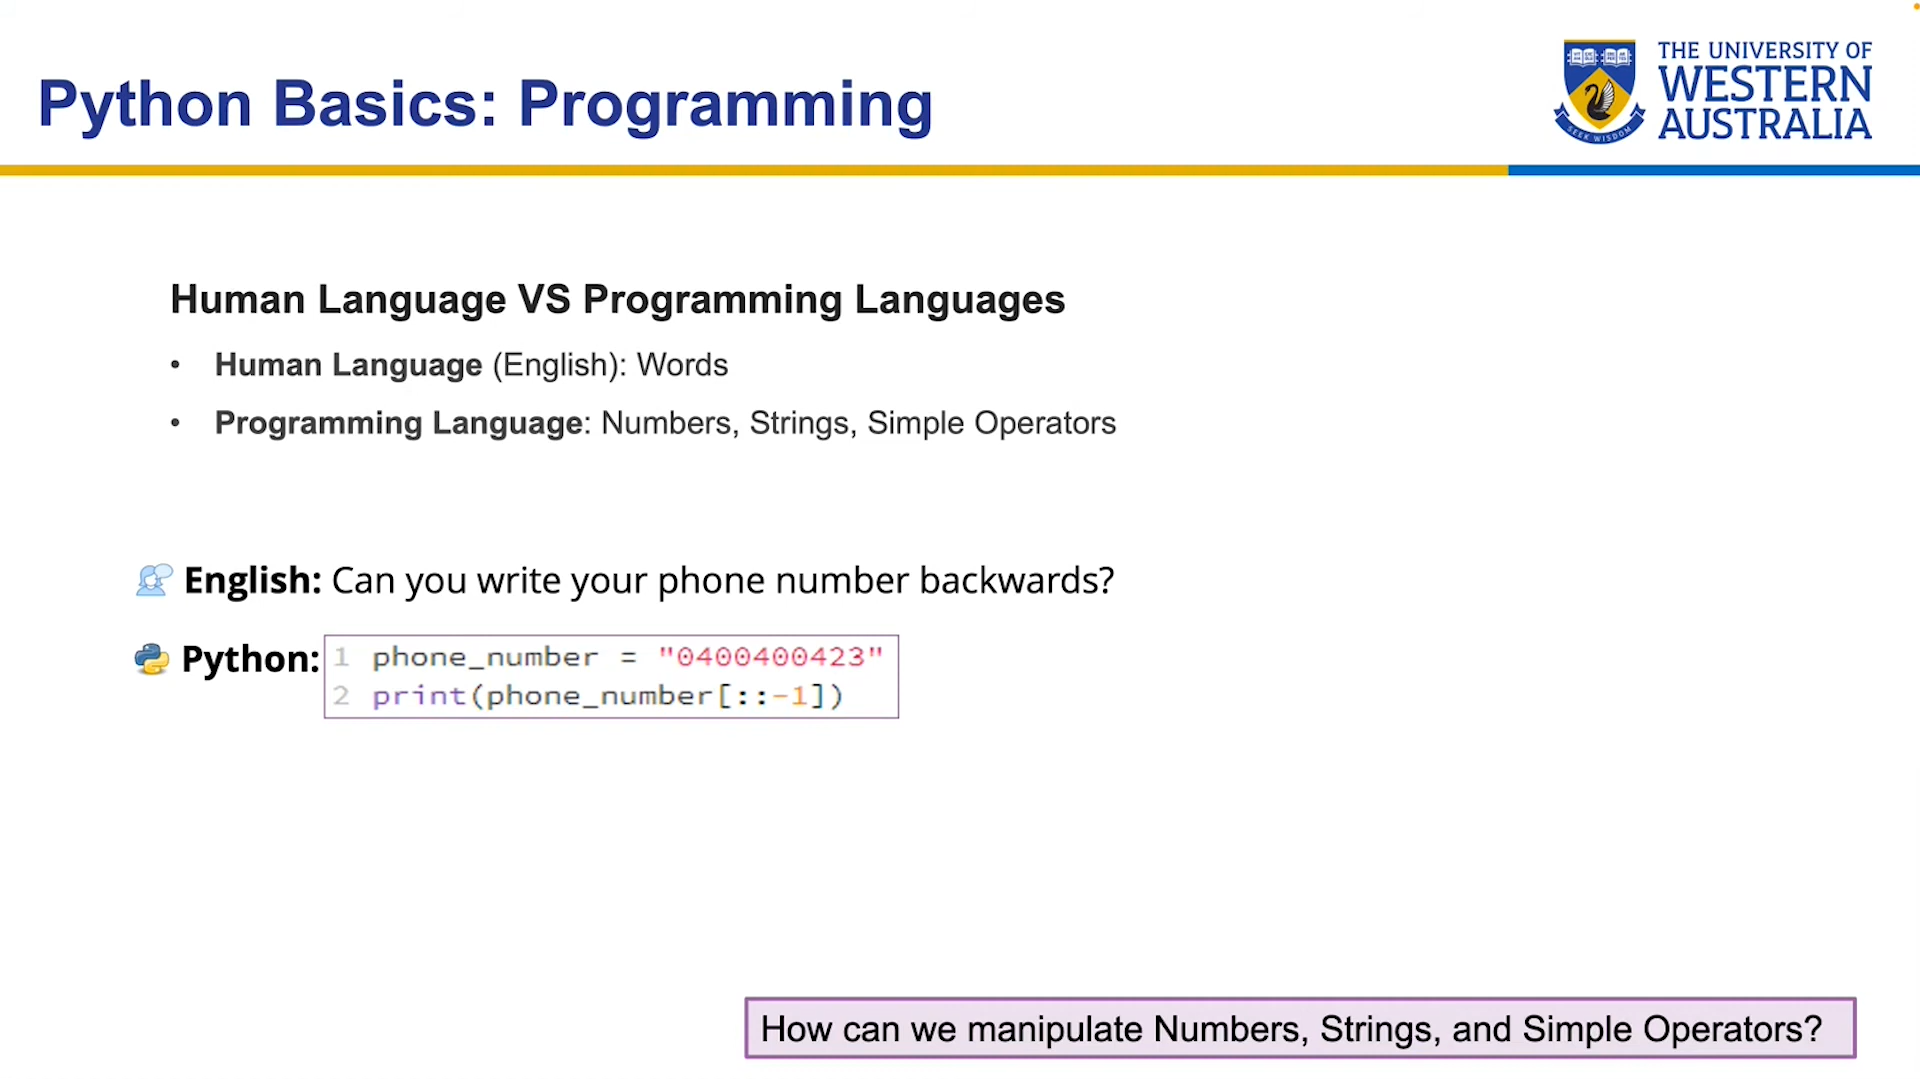 Python Basics: Programming
THE UNIVERSITY OF
WESTERN
AUSTRALIA
SEEK WISDOM
Human Language VS Programming Languages
• Human Language (English): Words
• Programming Language: Numbers, Strings, Simple Operators
English: Can you write your phone number backwards?
Python:
1 phone_number = "0400400423"
2 print(phone_number[::-1])
How can we manipulate Numbers, Strings, and Simple Operators?